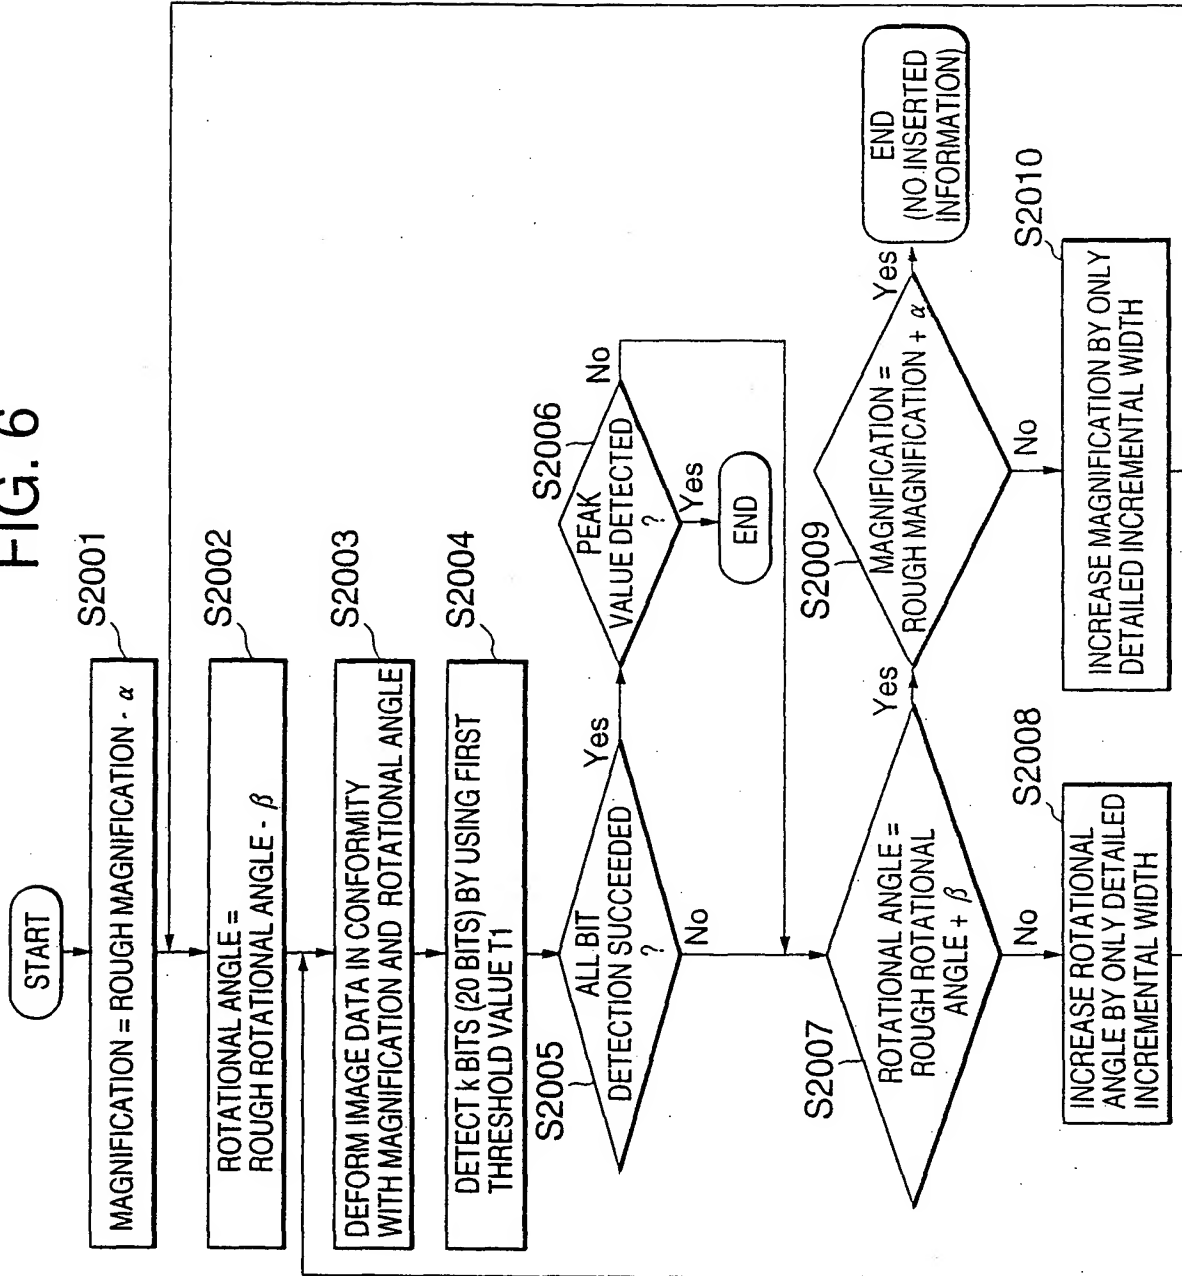 FIG. 6
START
S2001
MAGNIFICATION = ROUGH MAGNIFICATION - α
S2002
ROTATIONAL ANGLE =
ROUGH ROTATIONAL ANGLE - β
S2003
DEFORM IMAGE DATA IN CONFORMITY
WITH MAGNIFICATION AND ROTATIONAL ANGLE
S2004
DETECT k BITS (20 BITS) BY USING FIRST
THRESHOLD VALUE T1
S2005
ALL BIT
DETECTION SUCCEEDED
?
Yes
No
S2006
PEAK
VALUE DETECTED
?
No
Yes
END
S2007
ROTATIONAL ANGLE =
ROUGH ROTATIONAL
ANGLE + β
Yes
No
S2008
INCREASE ROTATIONAL
ANGLE BY ONLY DETAILED
INCREMENTAL WIDTH
S2009
MAGNIFICATION =
ROUGH MAGNIFICATION + α
Yes
No
END
(NO INSERTED
INFORMATION)
S2010
INCREASE MAGNIFICATION BY ONLY
DETAILED INCREMENTAL WIDTH